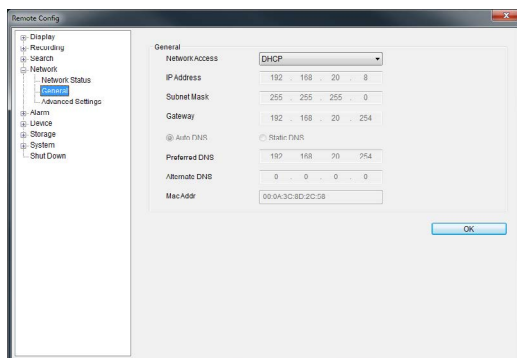 Remote Config
Display
Recording
Search
Network
Network Status
General
Advanced Settings
Alarm
Device
Storage
System
Shut Down
General
Network Access DHCP
IP Address 192 . 168 . 20 . 8
Subnet Mask 255 . 255 . 255 . 0
Gateway 192 . 168 . 20 . 254
Auto DNS Static DNS
Preferred DNS 192 . 168 . 20 . 254
Alternate DNS 0 . 0 . 0 . 0
Mac Addr 00:0A:3C:8D:2C:58
OK